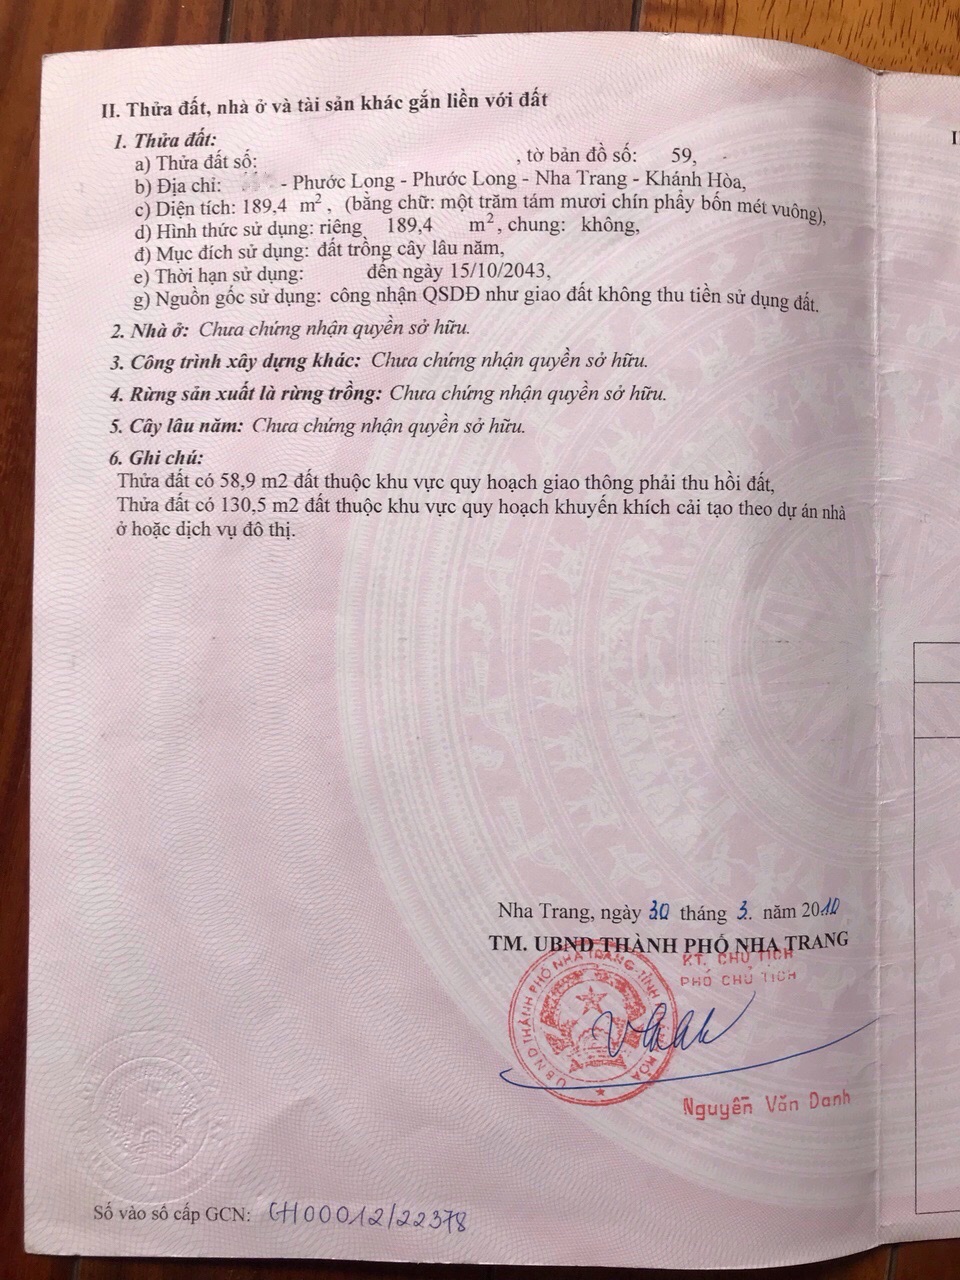 II. Thửa đất, nhà ở và tài sản khác gắn liền với đất
1. Thửa đất:
a) Thửa đất số: , tờ bản đồ số: 59,
b) Địa chỉ: - Phước Long - Phước Long - Nha Trang - Khánh Hòa,
c) Diện tích: 189,4 m², (bằng chữ: một trăm tám mươi chín phẩy bốn mét vuông),
d) Hình thức sử dụng: riêng 189,4 m², chung: không,
đ) Mục đích sử dụng: đất trồng cây lâu năm,
e) Thời hạn sử dụng: đến ngày 15/10/2043,
g) Nguồn gốc sử dụng: công nhận QSDĐ như giao đất không thu tiền sử dụng đất.
2. Nhà ở: Chưa chứng nhận quyền sở hữu.
3. Công trình xây dựng khác: Chưa chứng nhận quyền sở hữu.
4. Rừng sản xuất là rừng trồng: Chưa chứng nhận quyền sở hữu.
5. Cây lâu năm: Chưa chứng nhận quyền sở hữu.
6. Ghi chú:
Thửa đất có 58,9 m2 đất thuộc khu vực quy hoạch giao thông phải thu hồi đất,
Thửa đất có 130,5 m2 đất thuộc khu vực quy hoạch khuyến khích cải tạo theo dự án nhà
ở hoặc dịch vụ đô thị.
Nha Trang, ngày 30 tháng 3. năm 2010
TM. UBND THÀNH PHỐ NHA TRANG
KT. CHỦ TỊCH
PHÓ CHỦ TỊCH
U.B.N.D THÀNH PHỐ NHA TRANG-TỈNH KHÁNH HÒA
Nguyễn Văn Danh
Số vào sổ cấp GCN: CH00012/22378